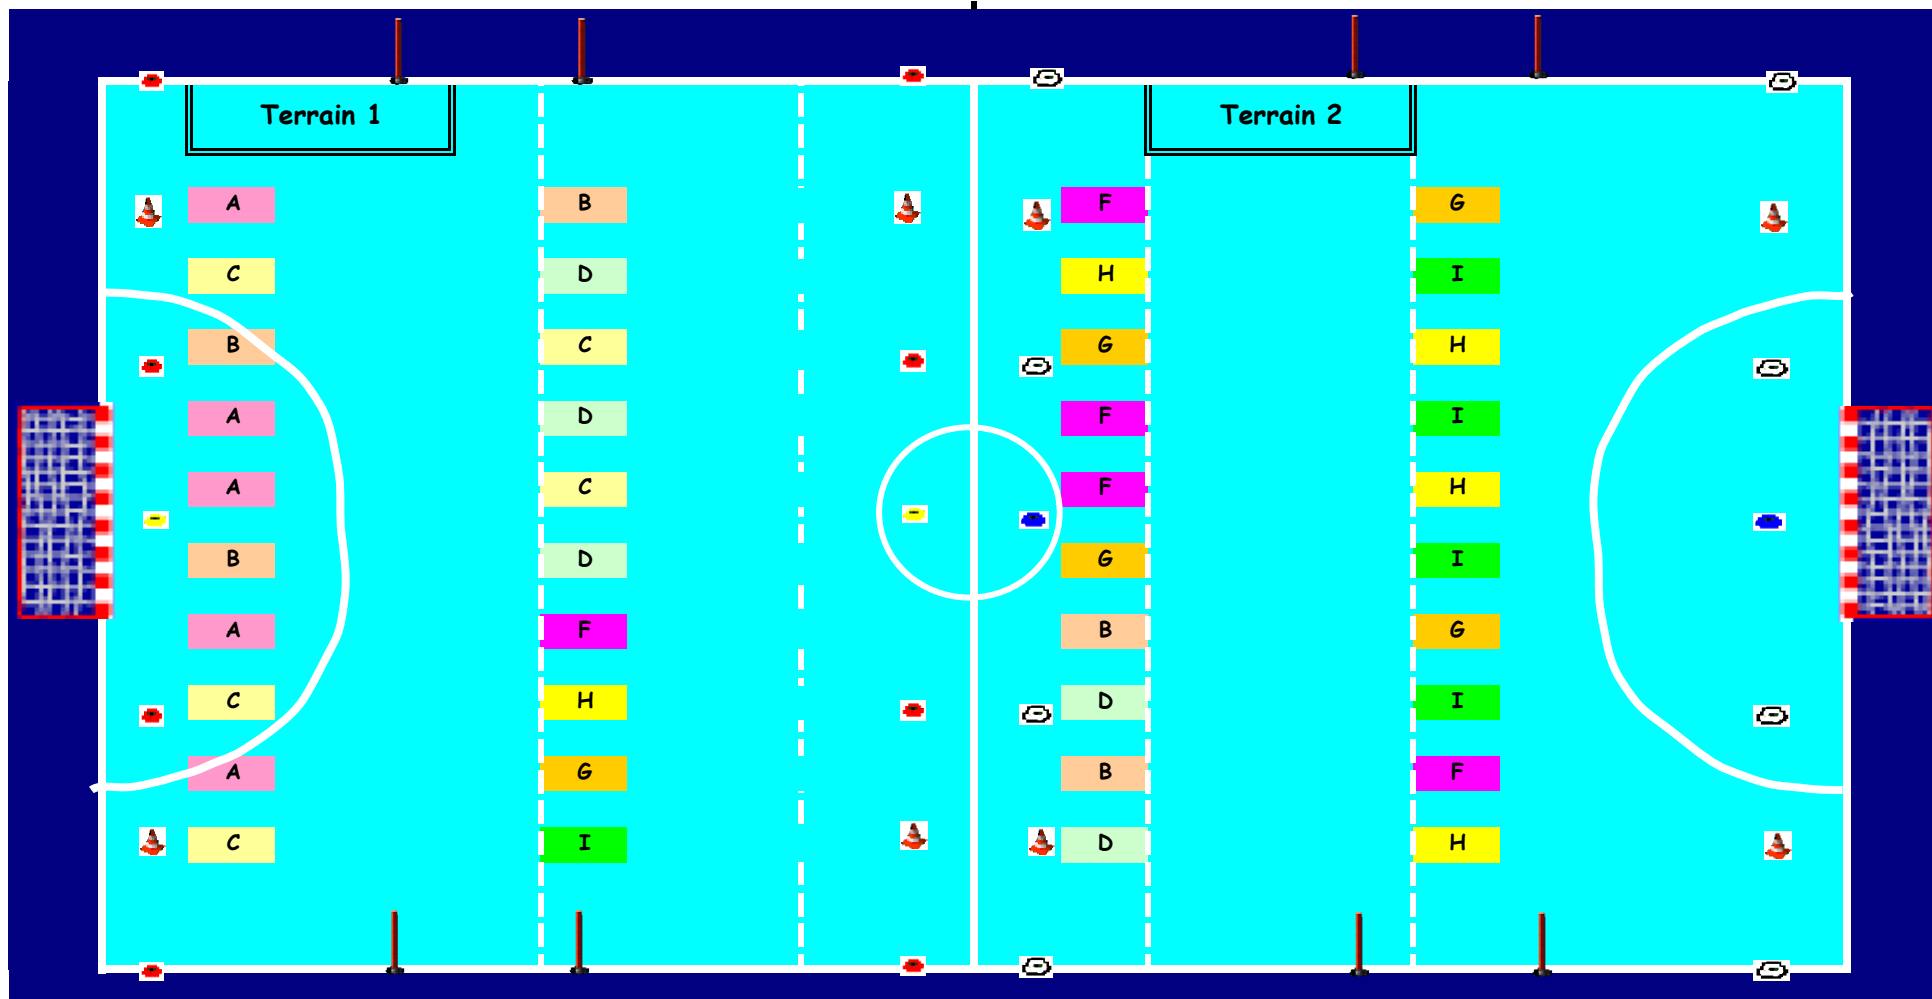 Terrain 1 Terrain 2
A B F G
C D H I
B C G H
A D F I
A C F H
B D G I
A F B G
C H D I
A G B F
C I D H